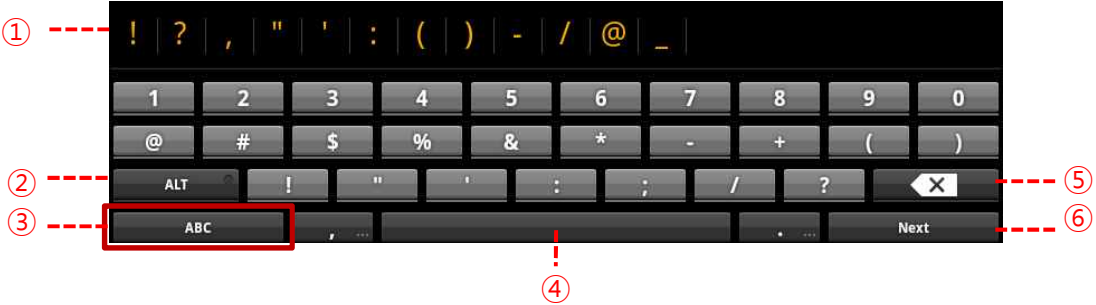 ① ! ? , " ' : ( ) - / @ _
1 2 3 4 5 6 7 8 9 0
@ # $ % & * - + ( )
② ALT ! " ' : ; / ? ⑤
③ ABC , ... . ... Next ⑥
④